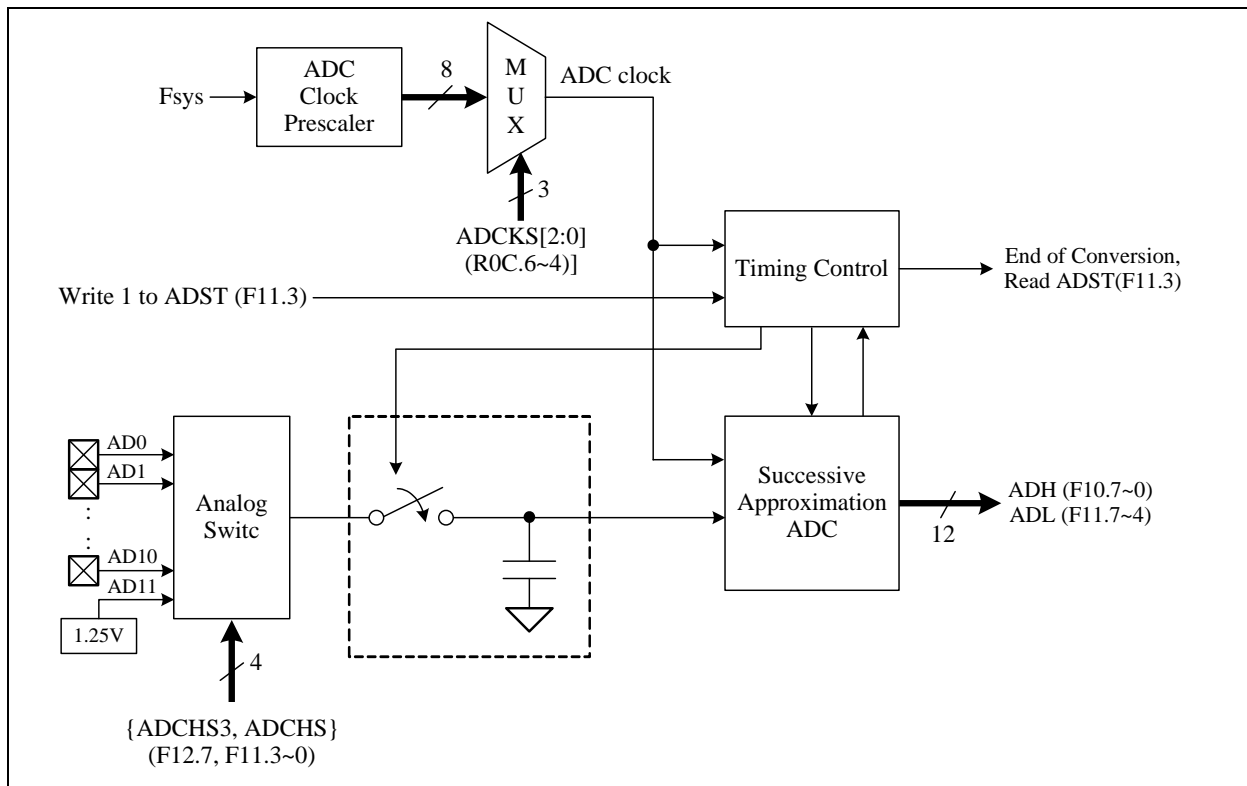 Fsys
ADC
Clock
Prescaler
8
M
U
X
ADC clock
3
ADCKS[2:0]
(R0C.6~4)]
Write 1 to ADST (F11.3)
Timing Control
End of Conversion,
Read ADST(F11.3)
AD0
AD1
AD10
AD11
1.25V
Analog
Switc
4
{ADCHS3, ADCHS}
(F12.7, F11.3~0)
Successive
Approximation
ADC
12
ADH (F10.7~0)
ADL (F11.7~4)